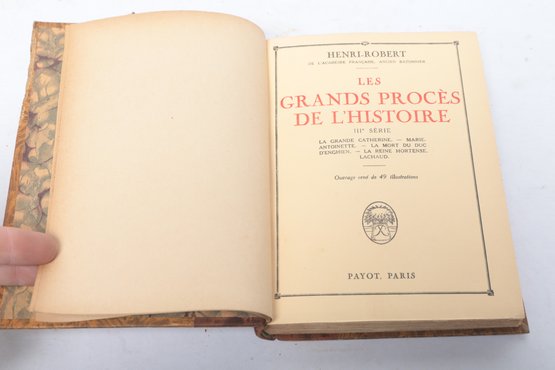 HENRI-ROBERT
DE L'ACADÉMIE FRANÇAISE, ANCIEN BATONNIER
LES
GRANDS PROCÈS
DE L'HISTOIRE
IIIe SÉRIE
LA GRANDE CATHERINE. — MARIE-
ANTOINETTE. — LA MORT DU DUC
D'ENGHIEN. — LA REINE HORTENSE.
LACHAUD.
Ouvrage orné de 49 illustrations
PAYOT, PARIS